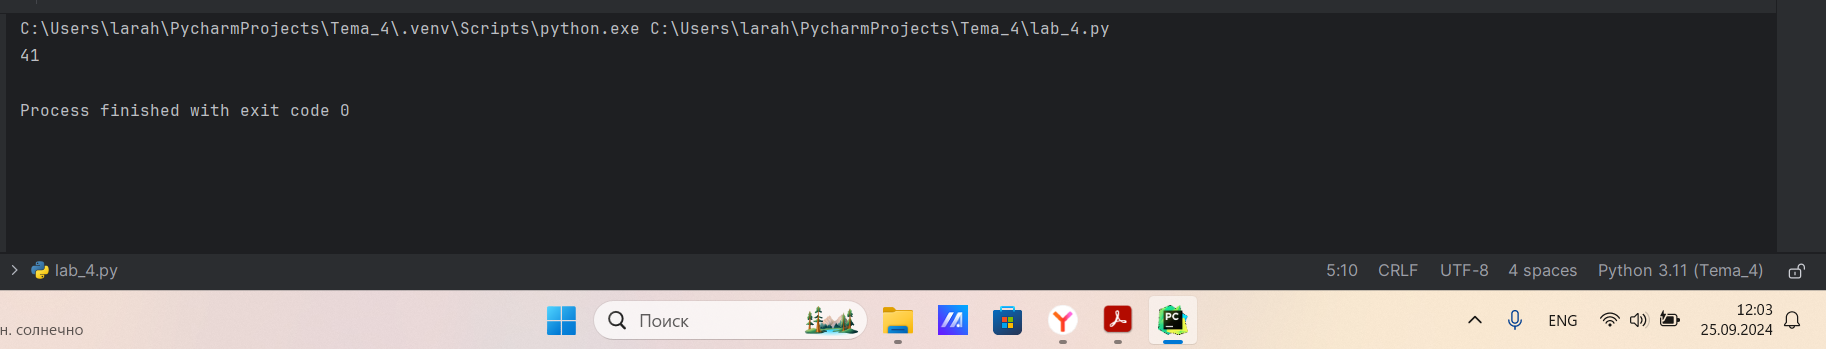 C:\Users\larah\PycharmProjects\Tema_4\.venv\Scripts\python.exe C:\Users\larah\PycharmProjects\Tema_4\lab_4.py
41
Process finished with exit code 0
lab_4.py 5:10 CRLF UTF-8 4 spaces Python 3.11 (Tema_4)
н. солнечно Поиск PC ENG 12:03
25.09.2024